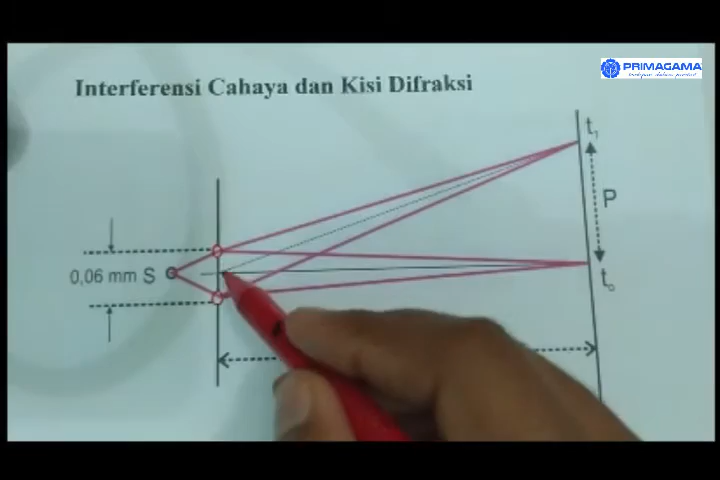 PRIMAGAMA
Interferensi Cahaya dan Kisi Difraksi
t₁
P
0,06 mm S
t₀